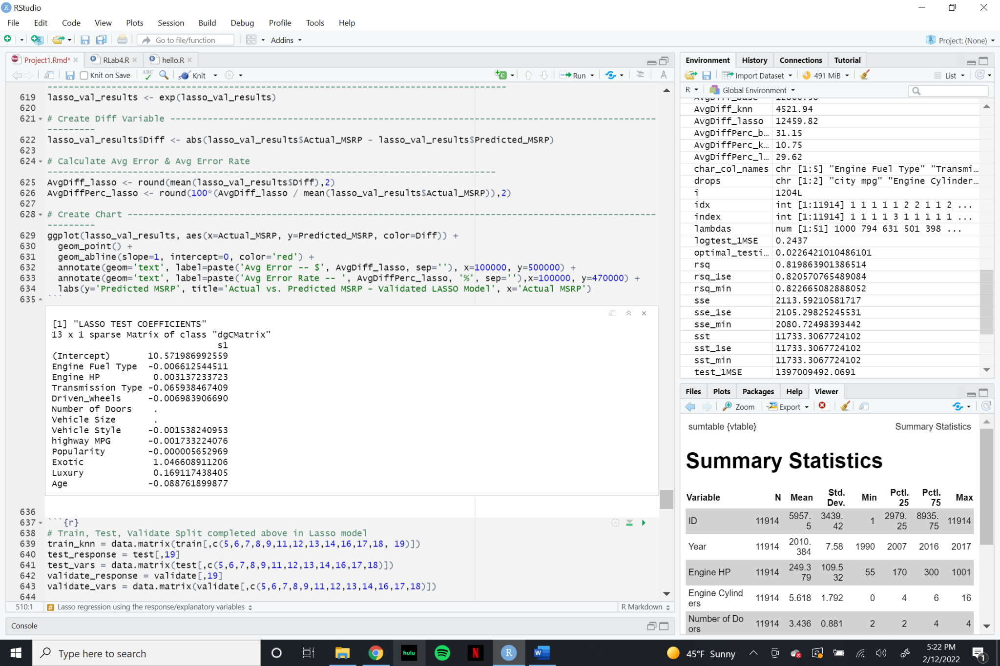 RStudio
File Edit Code View Plots Session Build Debug Profile Tools Help
Go to file/function Addins Project: (None)
Project1.Rmd* RLab4.R hello.R
Knit on Save ABC Knit Run
619 lasso_val_results <- exp(lasso_val_results)
620
621 # Create Diff Variable ------------------------------------------------------------------------------------------
---------
622 lasso_val_results$Diff <- abs(lasso_val_results$Actual_MSRP - lasso_val_results$Predicted_MSRP)
623
624 # Calculate Avg Error & Avg Error Rate
------------------------------------------------------------------------------------
625 AvgDiff_lasso <- round(mean(lasso_val_results$Diff),2)
626 AvgDiffPerc_lasso <- round(100*(AvgDiff_lasso / mean(lasso_val_results$Actual_MSRP)),2)
627
628 # Create Chart ---------------------------------------------------------------------------------------------------
---------
629 ggplot(lasso_val_results, aes(x=Actual_MSRP, y=Predicted_MSRP, color=Diff)) +
630 geom_point() +
631 geom_abline(slope=1, intercept=0, color='red') +
632 annotate(geom='text', label=paste('Avg Error -- $', AvgDiff_lasso, sep=''), x=100000, y=500000) +
633 annotate(geom='text', label=paste('Avg Error Rate -- ', AvgDiffPerc_lasso, '%', sep=''),x=100000, y=470000) +
634 labs(y='Predicted MSRP', title='Actual vs. Predicted MSRP - Validated LASSO Model', x='Actual MSRP')
635 ```
[1] "LASSO TEST COEFFICIENTS"
13 x 1 sparse Matrix of class "dgCMatrix"
s1
(Intercept) 10.571986992559
Engine Fuel Type -0.006612544511
Engine HP 0.003137233723
Transmission Type -0.065938467409
Driven_Wheels -0.006983906690
Number of Doors .
Vehicle Size .
Vehicle Style -0.001538240953
highway MPG -0.001733224076
Popularity -0.000005652969
Exotic 1.046608911206
Luxury 0.169117438405
Age -0.088761899877
636
637 ```{r}
638 # Train, Test, Validate Split completed above in Lasso model
639 train_knn = data.matrix(train[,c(5,6,7,8,9,11,12,13,14,16,17,18, 19)])
640 test_response = test[,19]
641 test_vars = data.matrix(test[,c(5,6,7,8,9,11,12,13,14,16,17,18)])
642 validate_response = validate[,19]
643 validate_vars = data.matrix(validate[,c(5,6,7,8,9,11,12,13,14,16,17,18)])
644
510:1 # Lasso regression using the response/explanatory variables R Markdown
Console
Environment History Connections Tutorial
Import Dataset 491 MiB List
R Global Environment
AvgDiff_knn 4521.94
AvgDiff_lasso 12459.82
AvgDiffPerc_b… 31.15
AvgDiffPerc_k… 10.75
AvgDiffPerc_l… 29.62
char_col_names chr [1:5] "Engine Fuel Type" "Transmi…
drops chr [1:2] "city mpg" "Engine Cylinder…
i 1204L
idx int [1:11914] 1 1 1 1 1 2 2 1 1 2 ...
index int [1:11914] 1 1 1 1 3 1 1 1 1 1 ...
lambdas num [1:51] 1000 794 631 501 398 ...
logtest_1MSE 0.2437
optimal_testi… 0.0226421010486101
rsq 0.819863901386514
rsq_1se 0.820570765489084
rsq_min 0.822665082888052
sse 2113.59210581717
sse_1se 2105.29825245531
sse_min 2080.72498393442
sst 11733.3067724102
sst_1se 11733.3067724102
sst_min 11733.3067724102
test_1MSE 1397009492.0691
Files Plots Packages Help Viewer
Zoom Export
sumtable {vtable} Summary Statistics
Summary Statistics
Variable N Mean Std. Dev. Min Pctl. 25 Pctl. 75 Max
ID 11914 5957.5 3439.42 1 2979.25 8935.75 11914
Year 11914 2010.384 7.58 1990 2007 2016 2017
Engine HP 11914 249.379 109.532 55 170 300 1001
Engine Cylinders 11914 5.618 1.792 0 4 6 16
Number of Doors 11914 3.436 0.881 2 2 4 4
Type here to search
hulu N R W
45°F Sunny
5:22 PM
2/12/2022
1